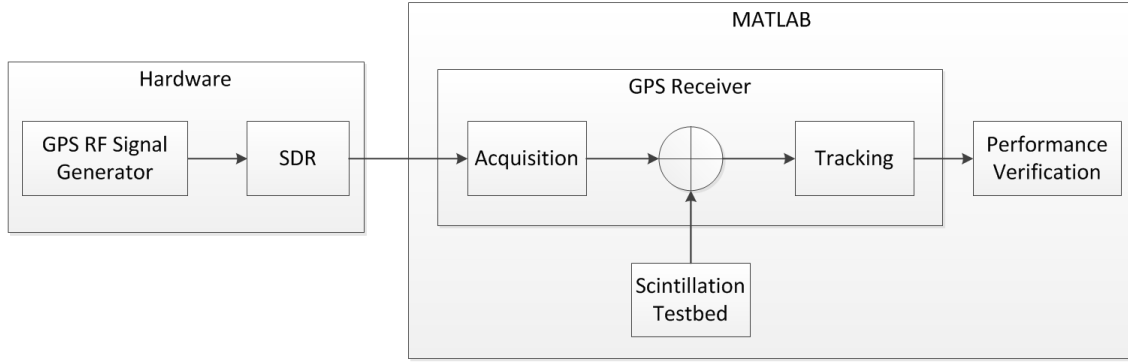 MATLAB
Hardware
GPS Receiver
GPS RF Signal
Generator
SDR
Acquisition
Tracking
Performance
Verification
Scintillation
Testbed